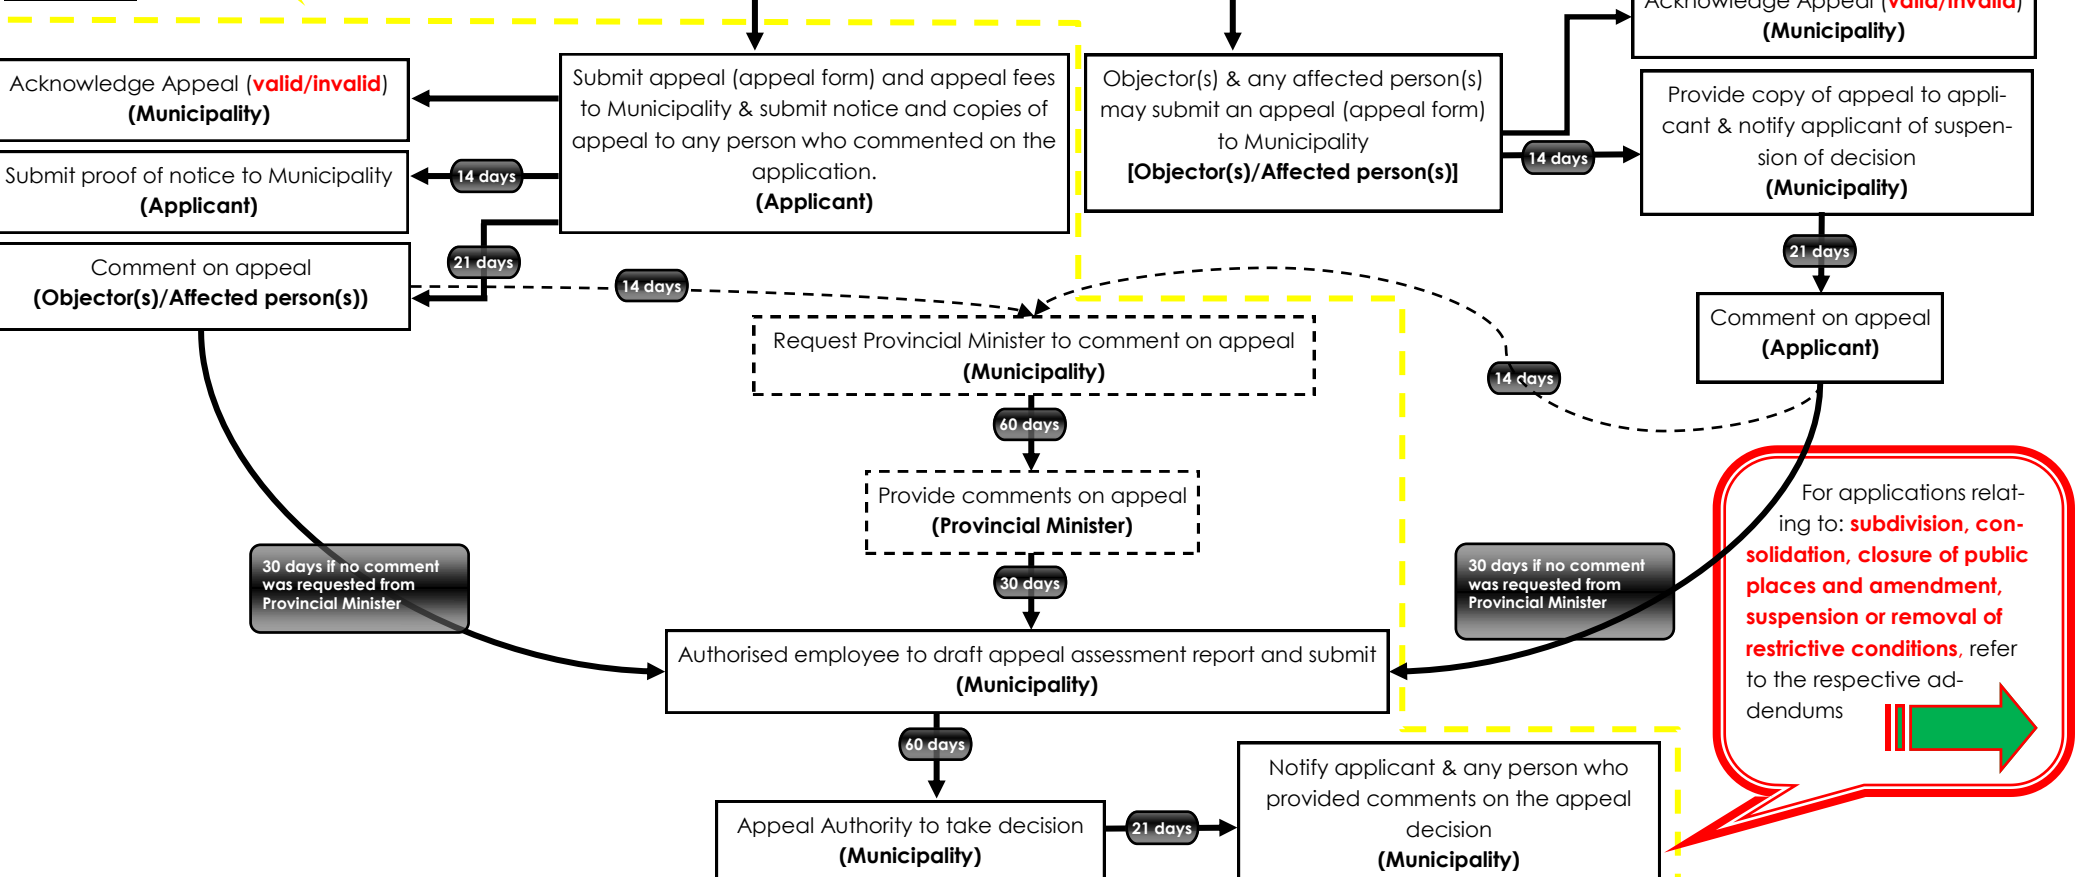 Acknowledge Appeal (valid/invalid)
(Municipality)
Acknowledge Appeal (valid/invalid)
(Municipality)
Submit proof of notice to Municipality
(Applicant)
Comment on appeal
(Objector(s)/Affected person(s))
Submit appeal (appeal form) and appeal fees
to Municipality & submit notice and copies of
appeal to any person who commented on the
application.
(Applicant)
14 days
21 days
Objector(s) & any affected person(s)
may submit an appeal (appeal form)
to Municipality
[Objector(s)/Affected person(s)]
14 days
Provide copy of appeal to appli-
cant & notify applicant of suspen-
sion of decision
(Municipality)
21 days
Comment on appeal
(Applicant)
14 days
14 days
Request Provincial Minister to comment on appeal
(Municipality)
60 days
Provide comments on appeal
(Provincial Minister)
30 days
30 days if no comment
was requested from
Provincial Minister
30 days if no comment
was requested from
Provincial Minister
For applications relat-
ing to: subdivision, con-
solidation, closure of public
places and amendment,
suspension or removal of
restrictive conditions, refer
to the respective ad-
dendums
Authorised employee to draft appeal assessment report and submit
(Municipality)
60 days
Appeal Authority to take decision
(Municipality)
21 days
Notify applicant & any person who
provided comments on the appeal
decision
(Municipality)